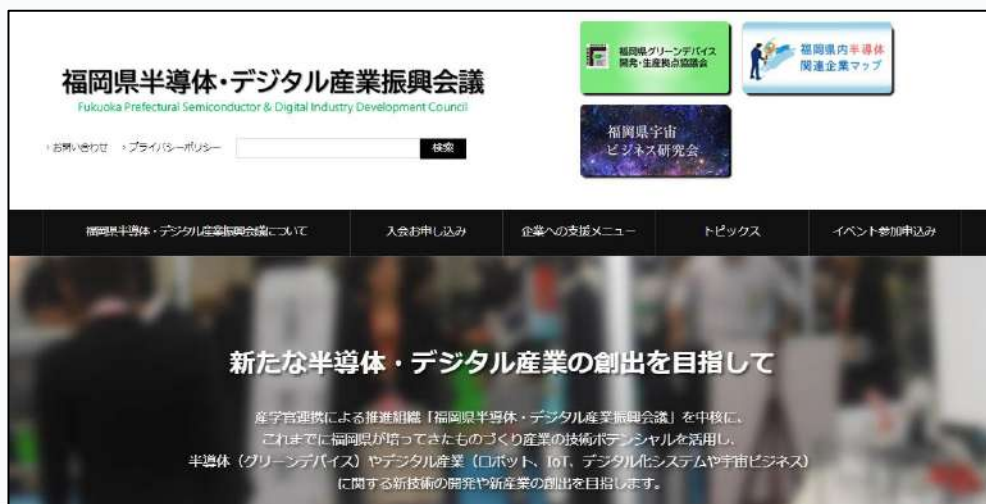 福岡県半導体・デジタル産業振興会議
Fukuoka Prefectural Semiconductor & Digital Industry Development Council
お問い合わせ
プライバシーポリシー
検索
福岡県グリーンデバイス
開発・生産拠点協議会
福岡県内半導体
関連企業マップ
福岡県宇宙
ビジネス研究会
福岡県半導体・デジタル産業振興会議について
入会お申し込み
企業への支援メニュー
トピックス
イベント参加申込み
新たな半導体・デジタル産業の創出を目指して
産学官連携による推進組織「福岡県半導体・デジタル産業振興会議」を中核に、
これまでに福岡県が培ってきたものづくり産業の技術ポテンシャルを活用し、
半導体（グリーンデバイス）やデジタル産業（ロボット、IoT、デジタル化システムや宇宙ビジネス）
に関する新技術の開発や新産業の創出を目指します。